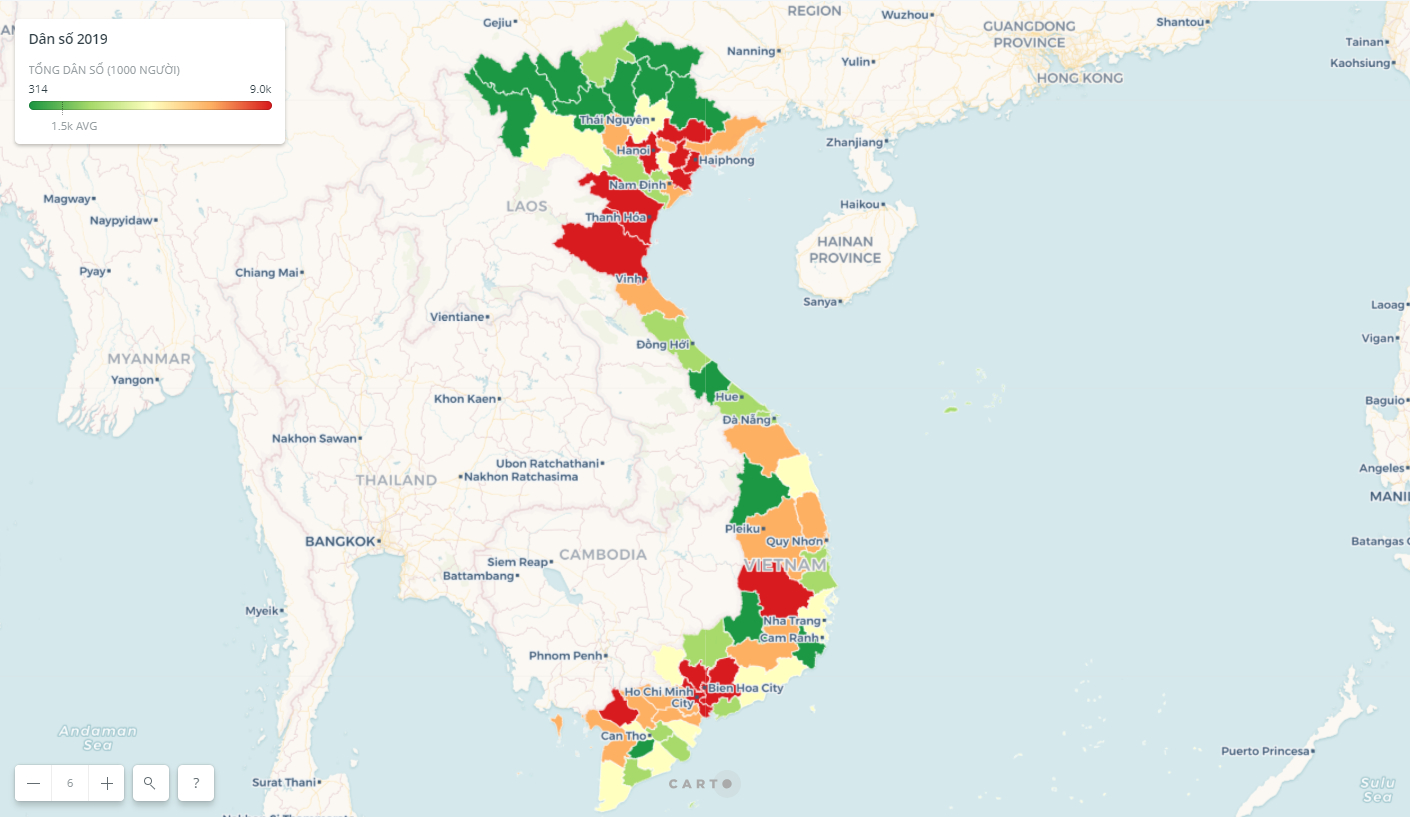 Dân số 2019
TỔNG DÂN SỐ (1000 NGƯỜI)
314 9.0k
1.5k AVG
Gejiu
REGION
Wuzhou
GUANGDONG
PROVINCE
Shantou
Nanning
Yulin
Tainan
Kaohsiung
HONG KONG
Thái Nguyên
Hanoi
Haiphong
Zhanjiang
Nam Định
Magway
Naypyidaw
LAOS
Thanh Hóa
Haikou
HAINAN
PROVINCE
Pyay
Chiang Mai
Vinh
Sanya
Laoag
Vientiane
Đồng Hới
Vigan
MYANMAR
Yangon
Khon Kaen
Hue
Baguio
Đà Nẵng
Nakhon Sawan
Ubon Ratchathani
Nakhon Ratchasima
THAILAND
Angeles
MANI
Pleiku
Quy Nhơn
BANGKOK
CAMBODIA
Batangas C
Siem Reap
VIETNAM
Battambang
Myeik
Nha Trang
Cam Ranh
Phnom Penh
Ho Chi Minh
City
Bien Hoa City
Andaman
Sea
Can Tho
Puerto Princesa
Surat Thani
CARTO
Sulu
Sea
6
?